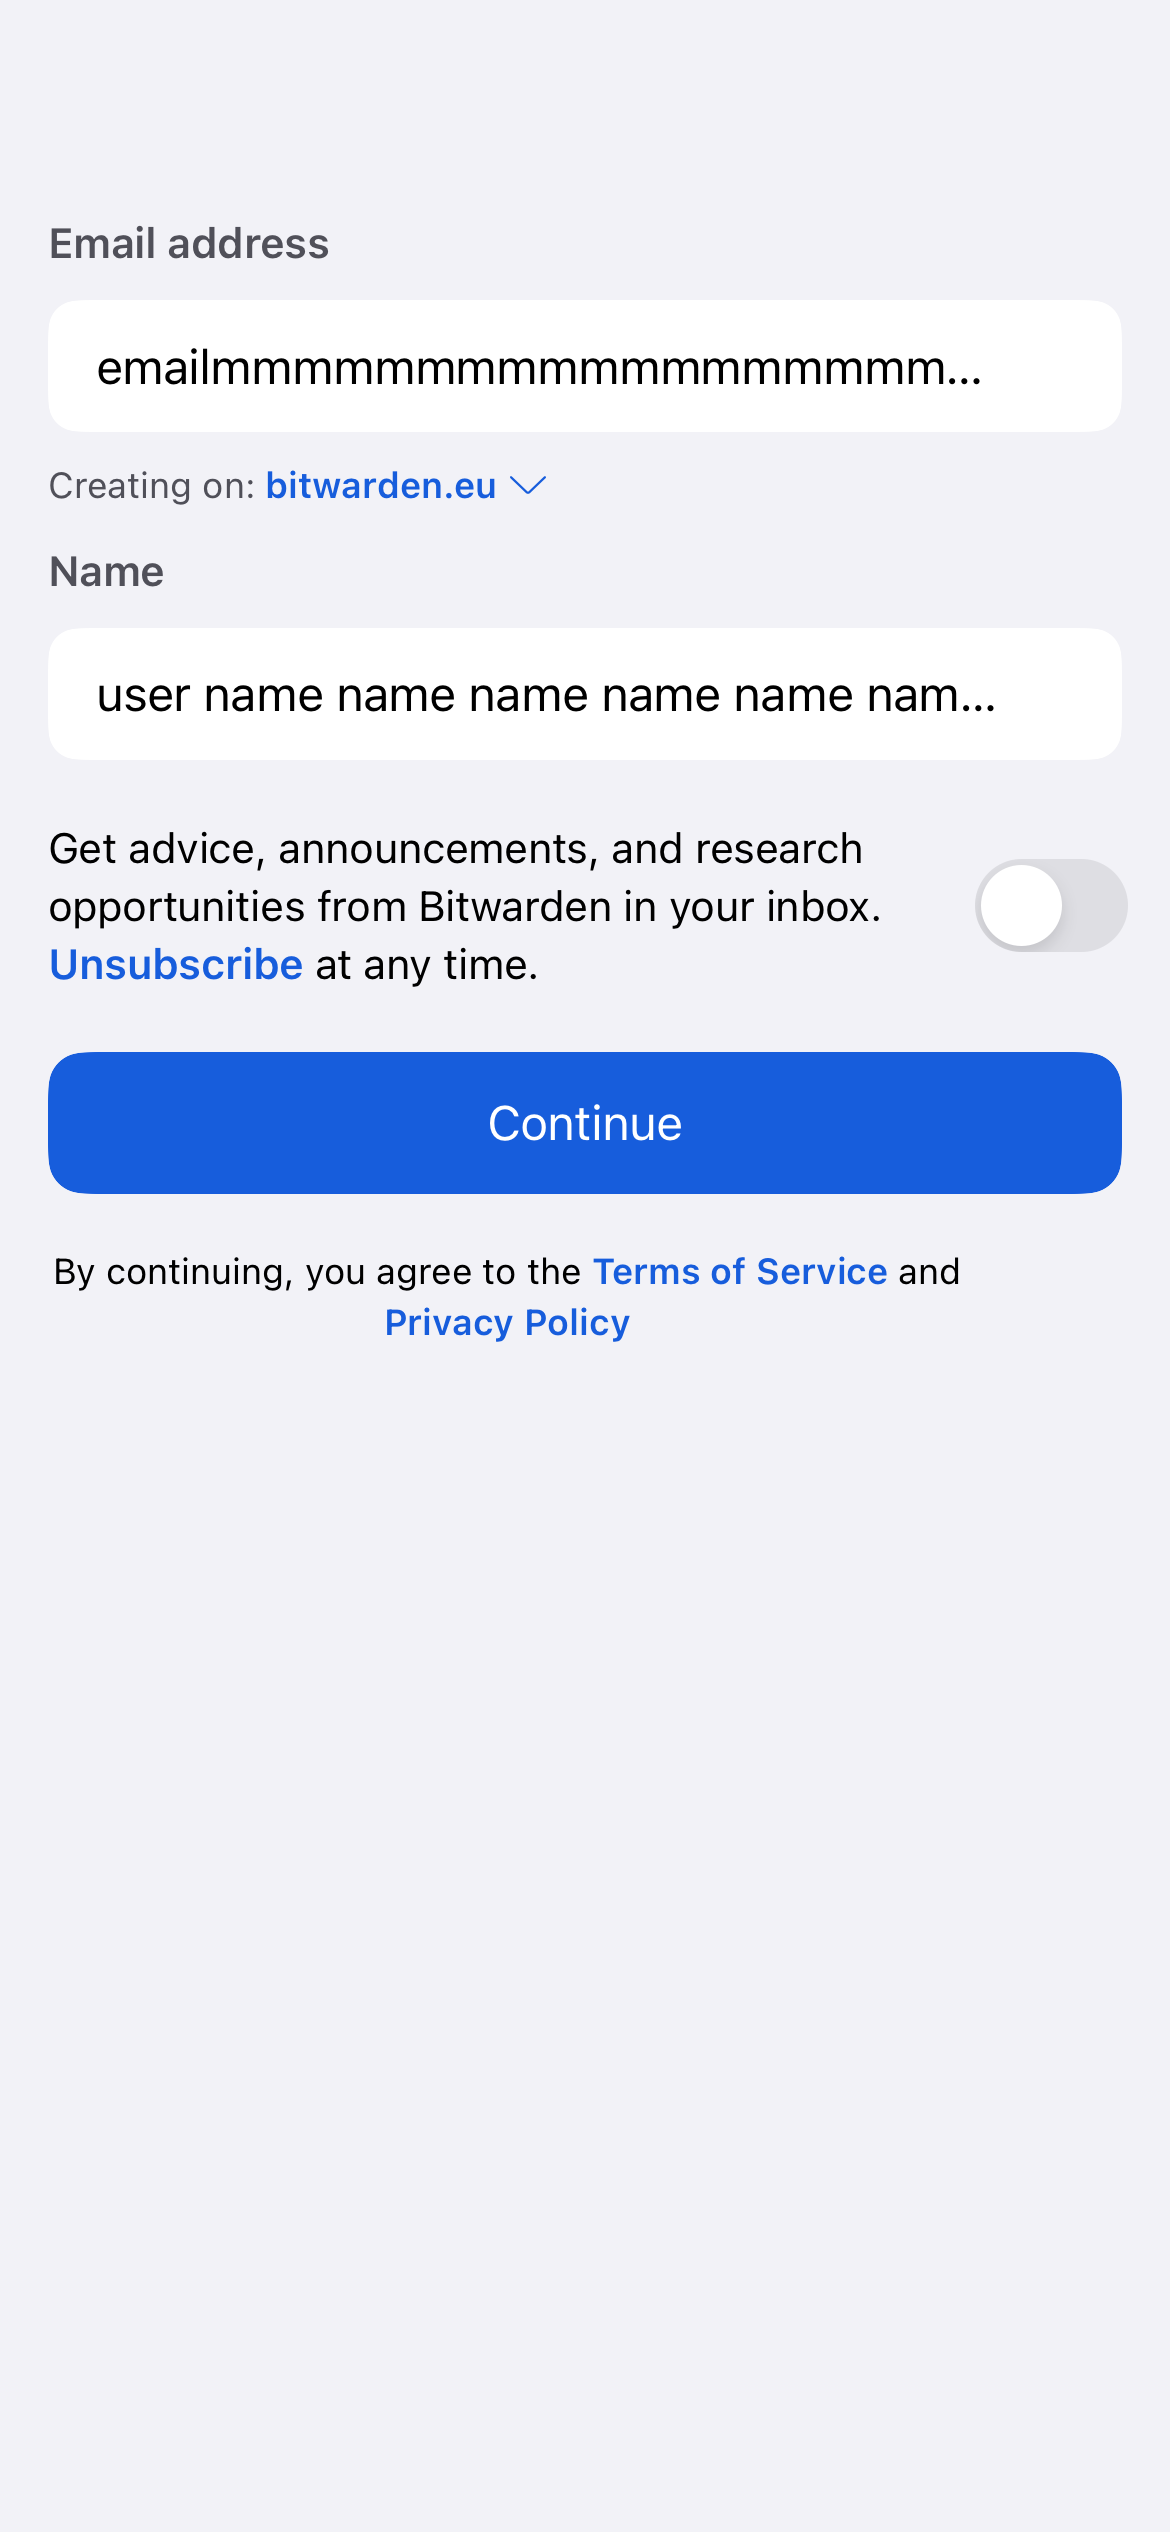 Email address
emailmmmmmmmmmmmmmmmmmm...
Creating on: bitwarden.eu
Name
user name name name name name nam...
Get advice, announcements, and research
opportunities from Bitwarden in your inbox.
Unsubscribe at any time.
Continue
By continuing, you agree to the Terms of Service and
Privacy Policy